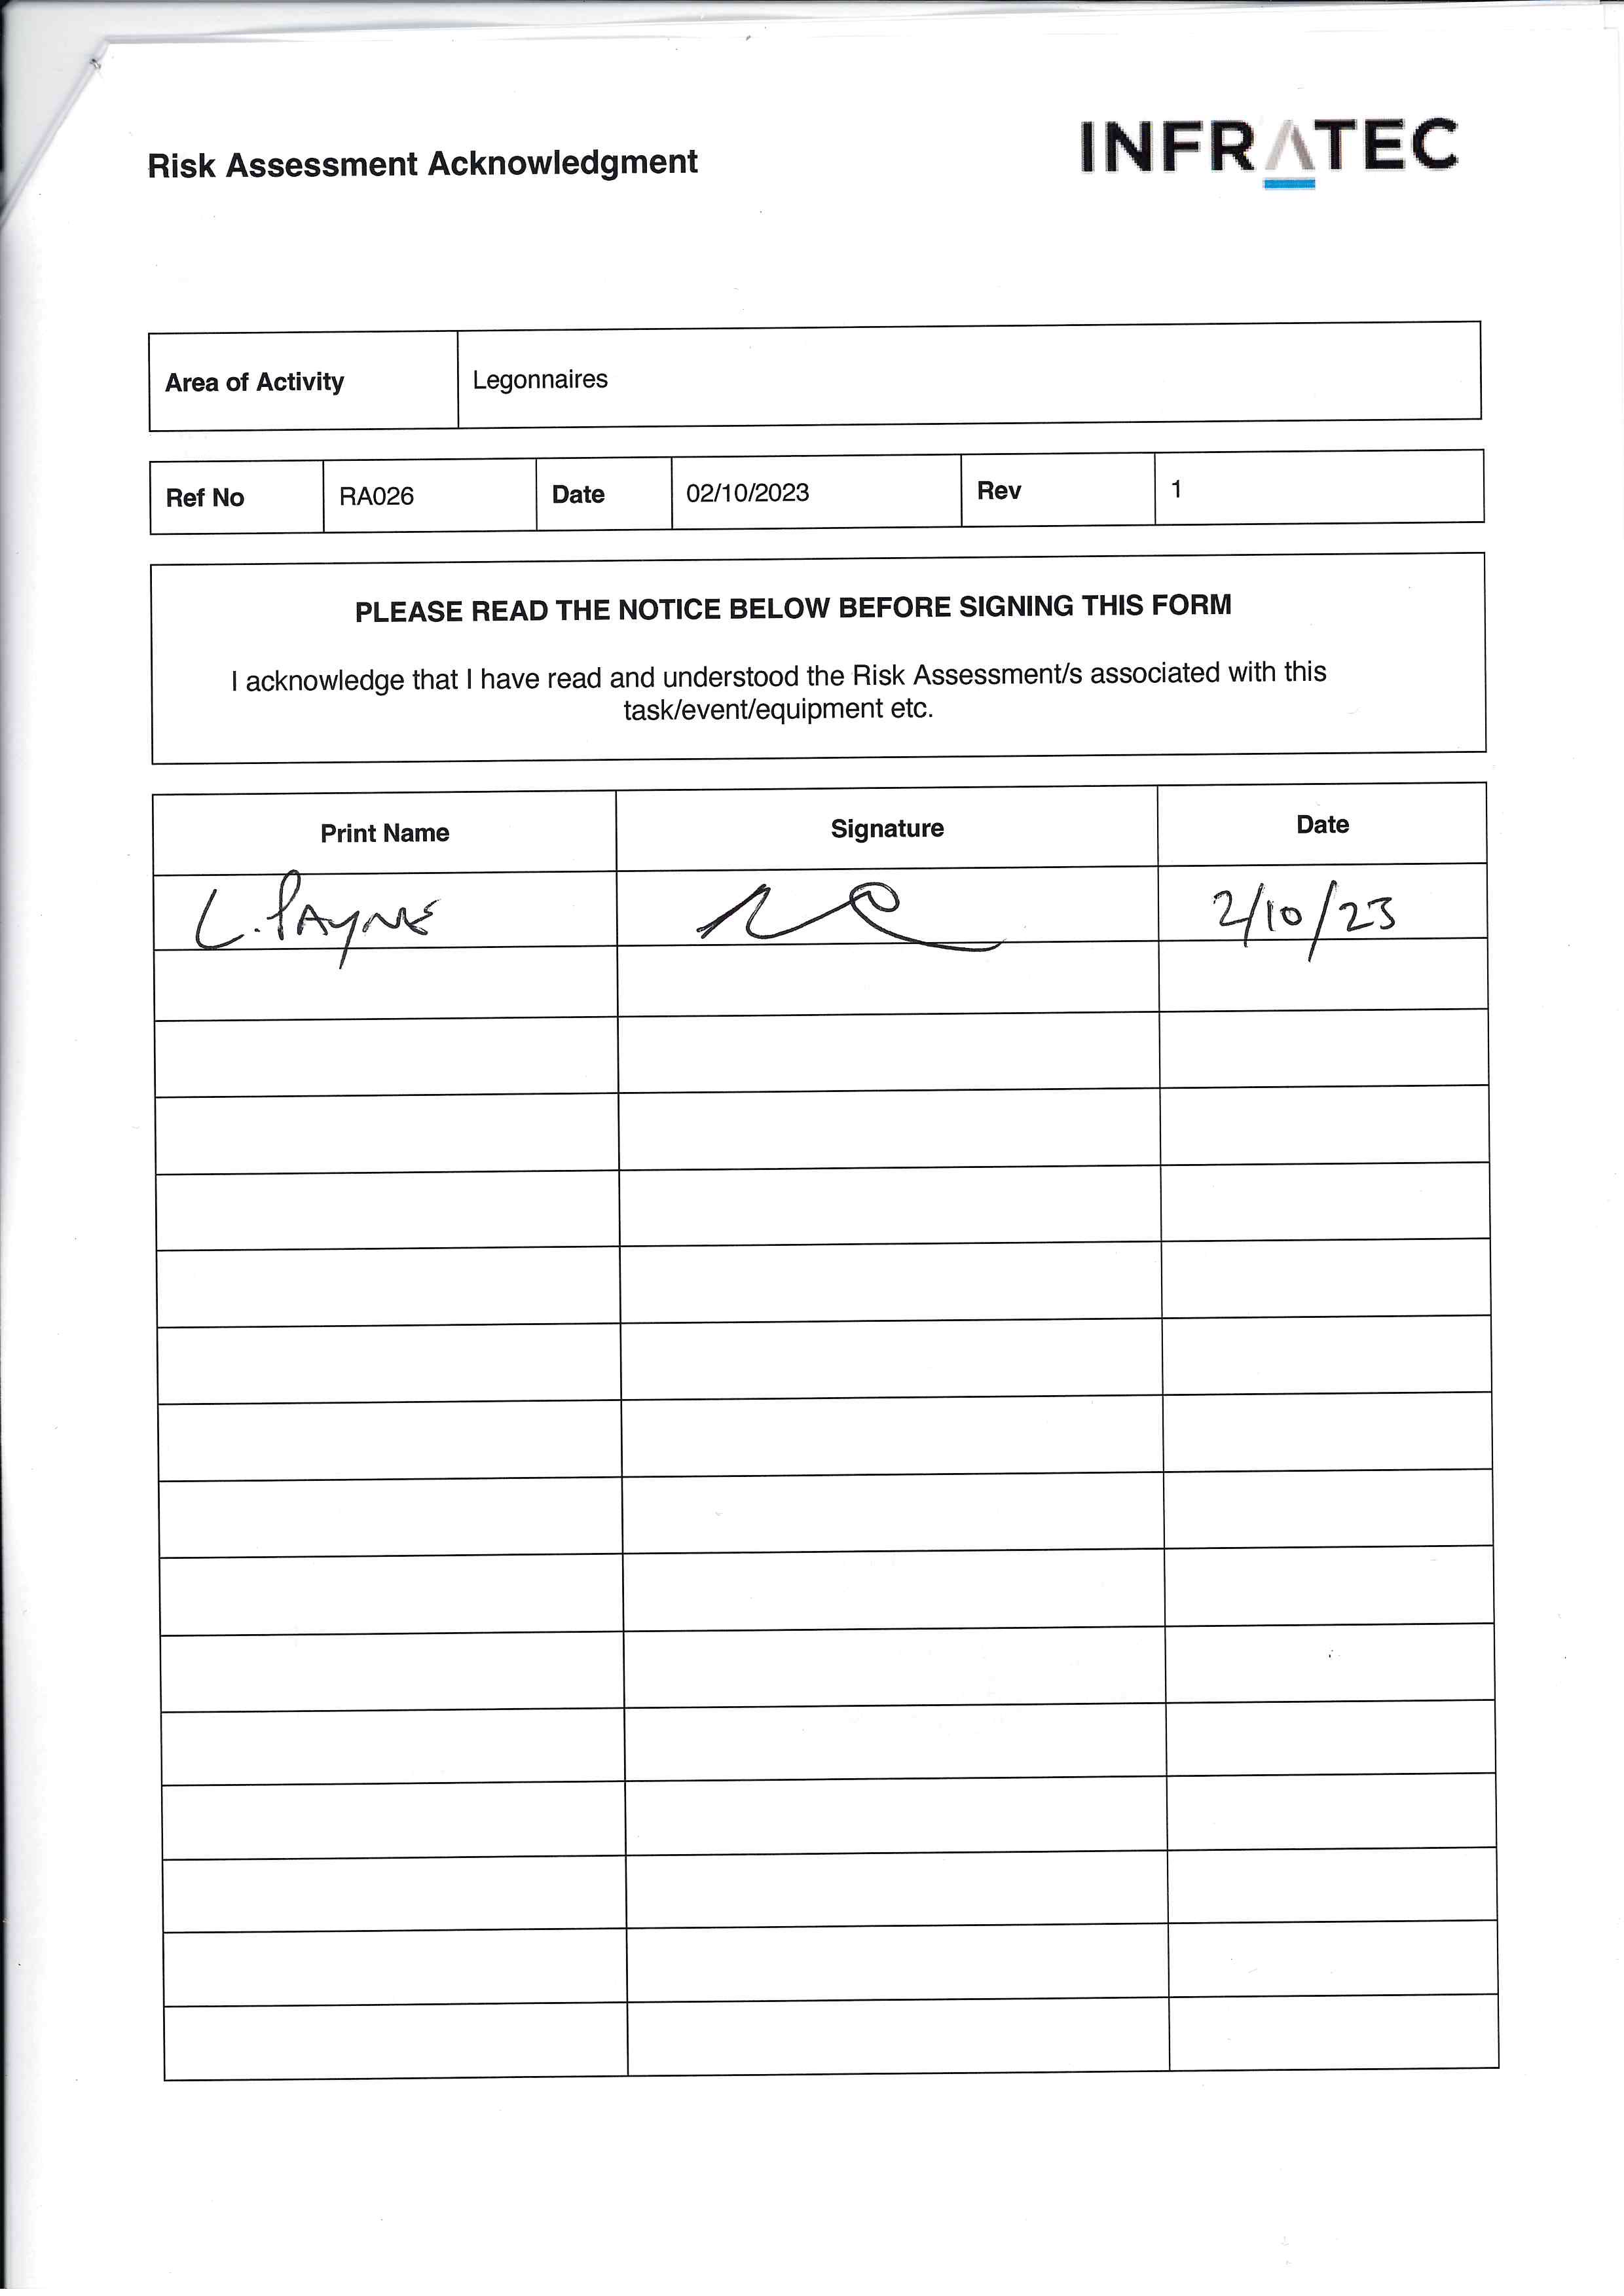 Risk Assessment Acknowledgment
INFRATEC
Area of Activity
Legonnaires
Ref No
RA026
Date
02/10/2023
Rev
1
PLEASE READ THE NOTICE BELOW BEFORE SIGNING THIS FORM
I acknowledge that I have read and understood the Risk Assessment/s associated with this
task/event/equipment etc.
Print Name
Signature
Date
L. PAYNE
2/10/23